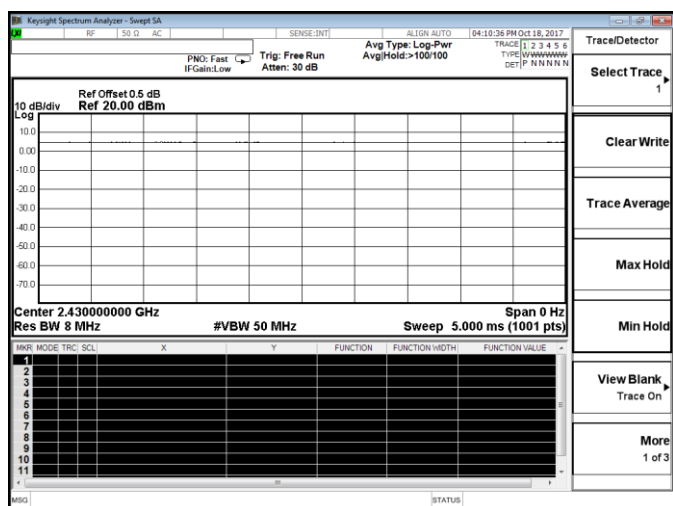 Keysight Spectrum Analyzer - Swept SA
RF 50 Ω AC SENSE:INT ALIGN AUTO 04:10:36 PM Oct 18, 2017
Avg Type: Log-Pwr TRACE 1 2 3 4 5 6
PNO: Fast Trig: Free Run Avg|Hold:>100/100 TYPE WWWWWW
IFGain:Low Atten: 30 dB DET P N N N N N
Ref Offset 0.5 dB
10 dB/div Ref 20.00 dBm
Log
10.0
0.00
-10.0
-20.0
-30.0
-40.0
-50.0
-60.0
-70.0
Center 2.430000000 GHz Span 0 Hz
Res BW 8 MHz #VBW 50 MHz Sweep 5.000 ms (1001 pts)
MKR MODE TRC SCL X Y FUNCTION FUNCTION WIDTH FUNCTION VALUE
1
2
3
4
5
6
7
8
9
10
11
MSG STATUS
Trace/Detector
Select Trace
1
Clear Write
Trace Average
Max Hold
Min Hold
View Blank
Trace On
More
1 of 3